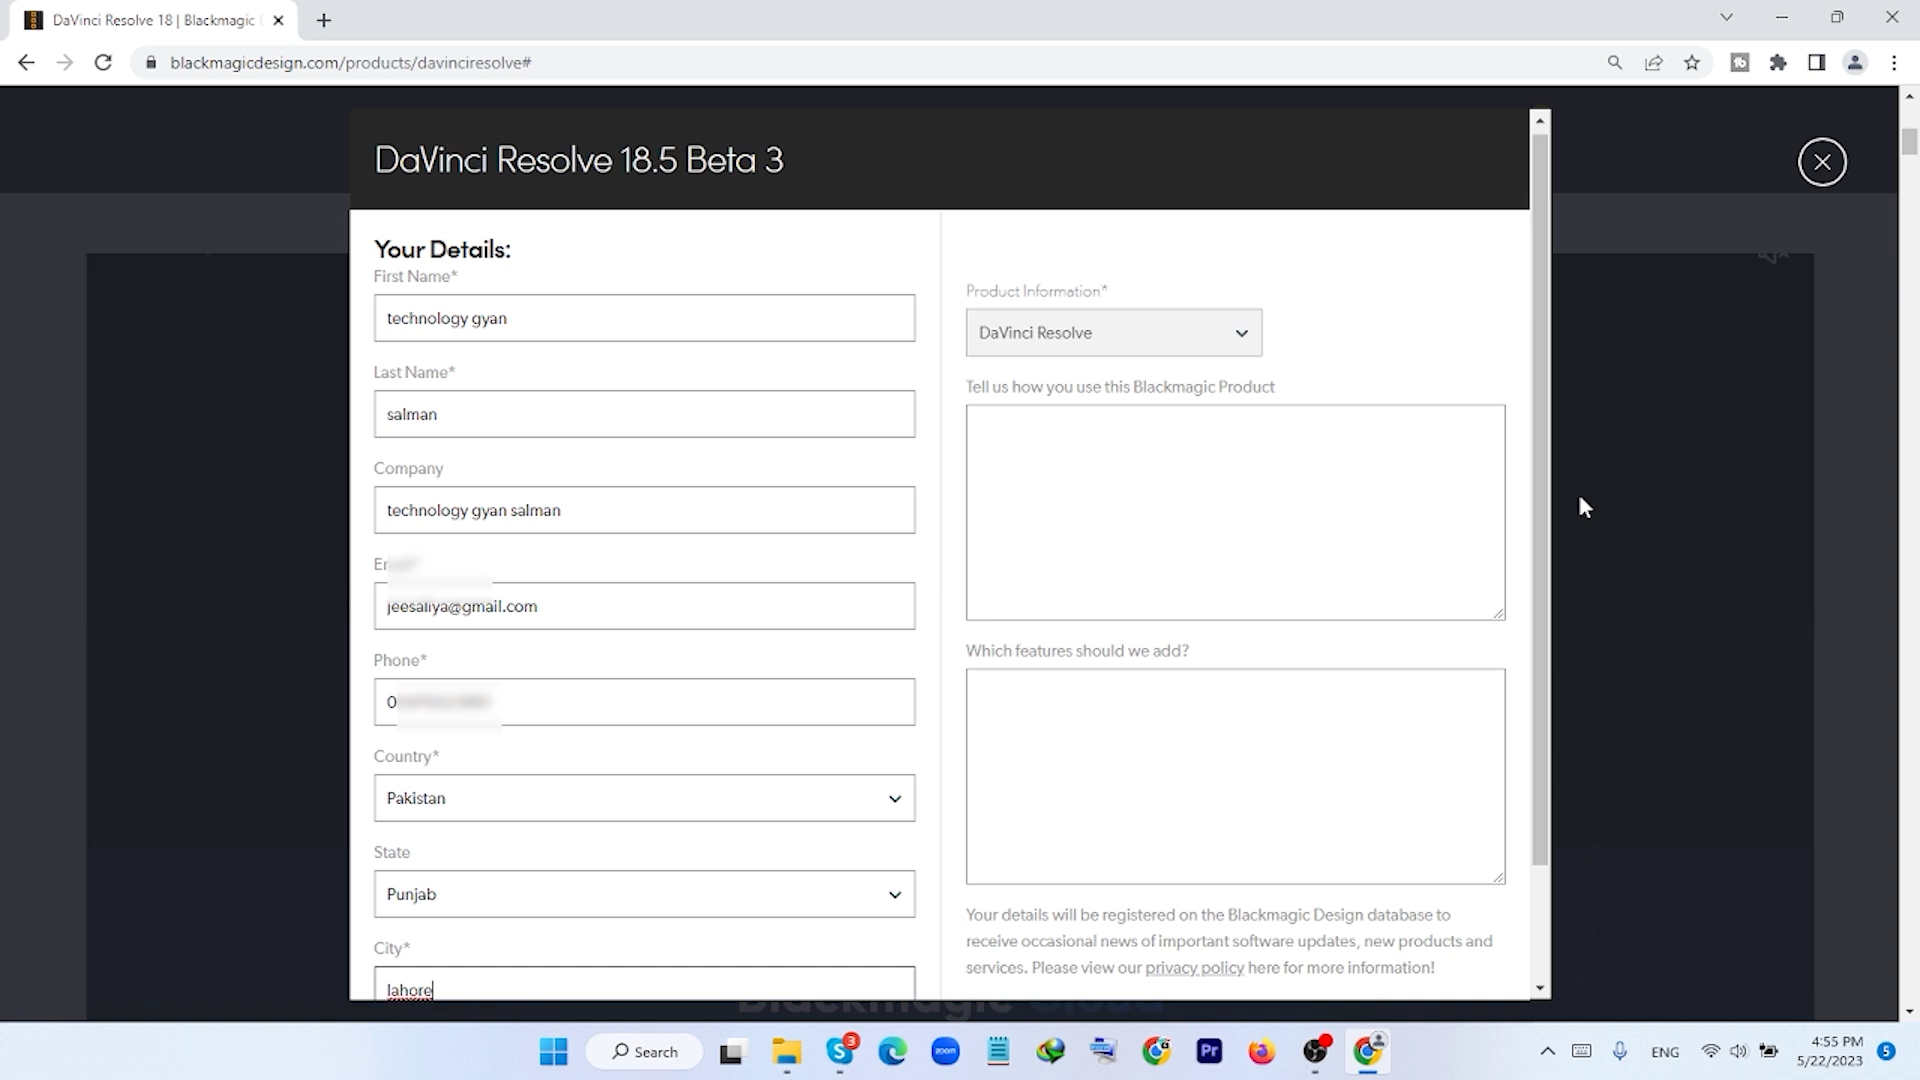 DaVinci Resolve 18 | Blackmagic
blackmagicdesign.com/products/davinciresolve#
DaVinci Resolve 18.5 Beta 3
Your Details:
First Name*
technology gyan
Last Name*
salman
Company
technology gyan salman
jeesaliya@gmail.com
Phone*
0
Country*
Pakistan
State
Punjab
City*
lahore
Product Information*
DaVinci Resolve
Tell us how you use this Blackmagic Product
Which features should we add?
Your details will be registered on the Blackmagic Design database to
receive occasional news of important software updates, new products and
services. Please view our privacy policy here for more information!
Search
3
zoom
Pr
ENG
4:55 PM
5/22/2023
5